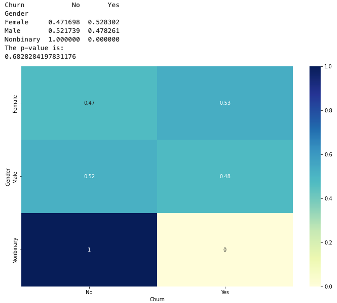 Churn No Yes
Gender
Female 0.471698 0.528302
Male 0.521739 0.478261
Nonbinary 1.000000 0.000000
The p-value is:
0.6828284197831176
1.0
0.8
0.6
0.4
0.2
0.0
Female
0.47 0.53
Gender
Male
0.52 0.48
Nonbinary
1 0
No Yes
Churn